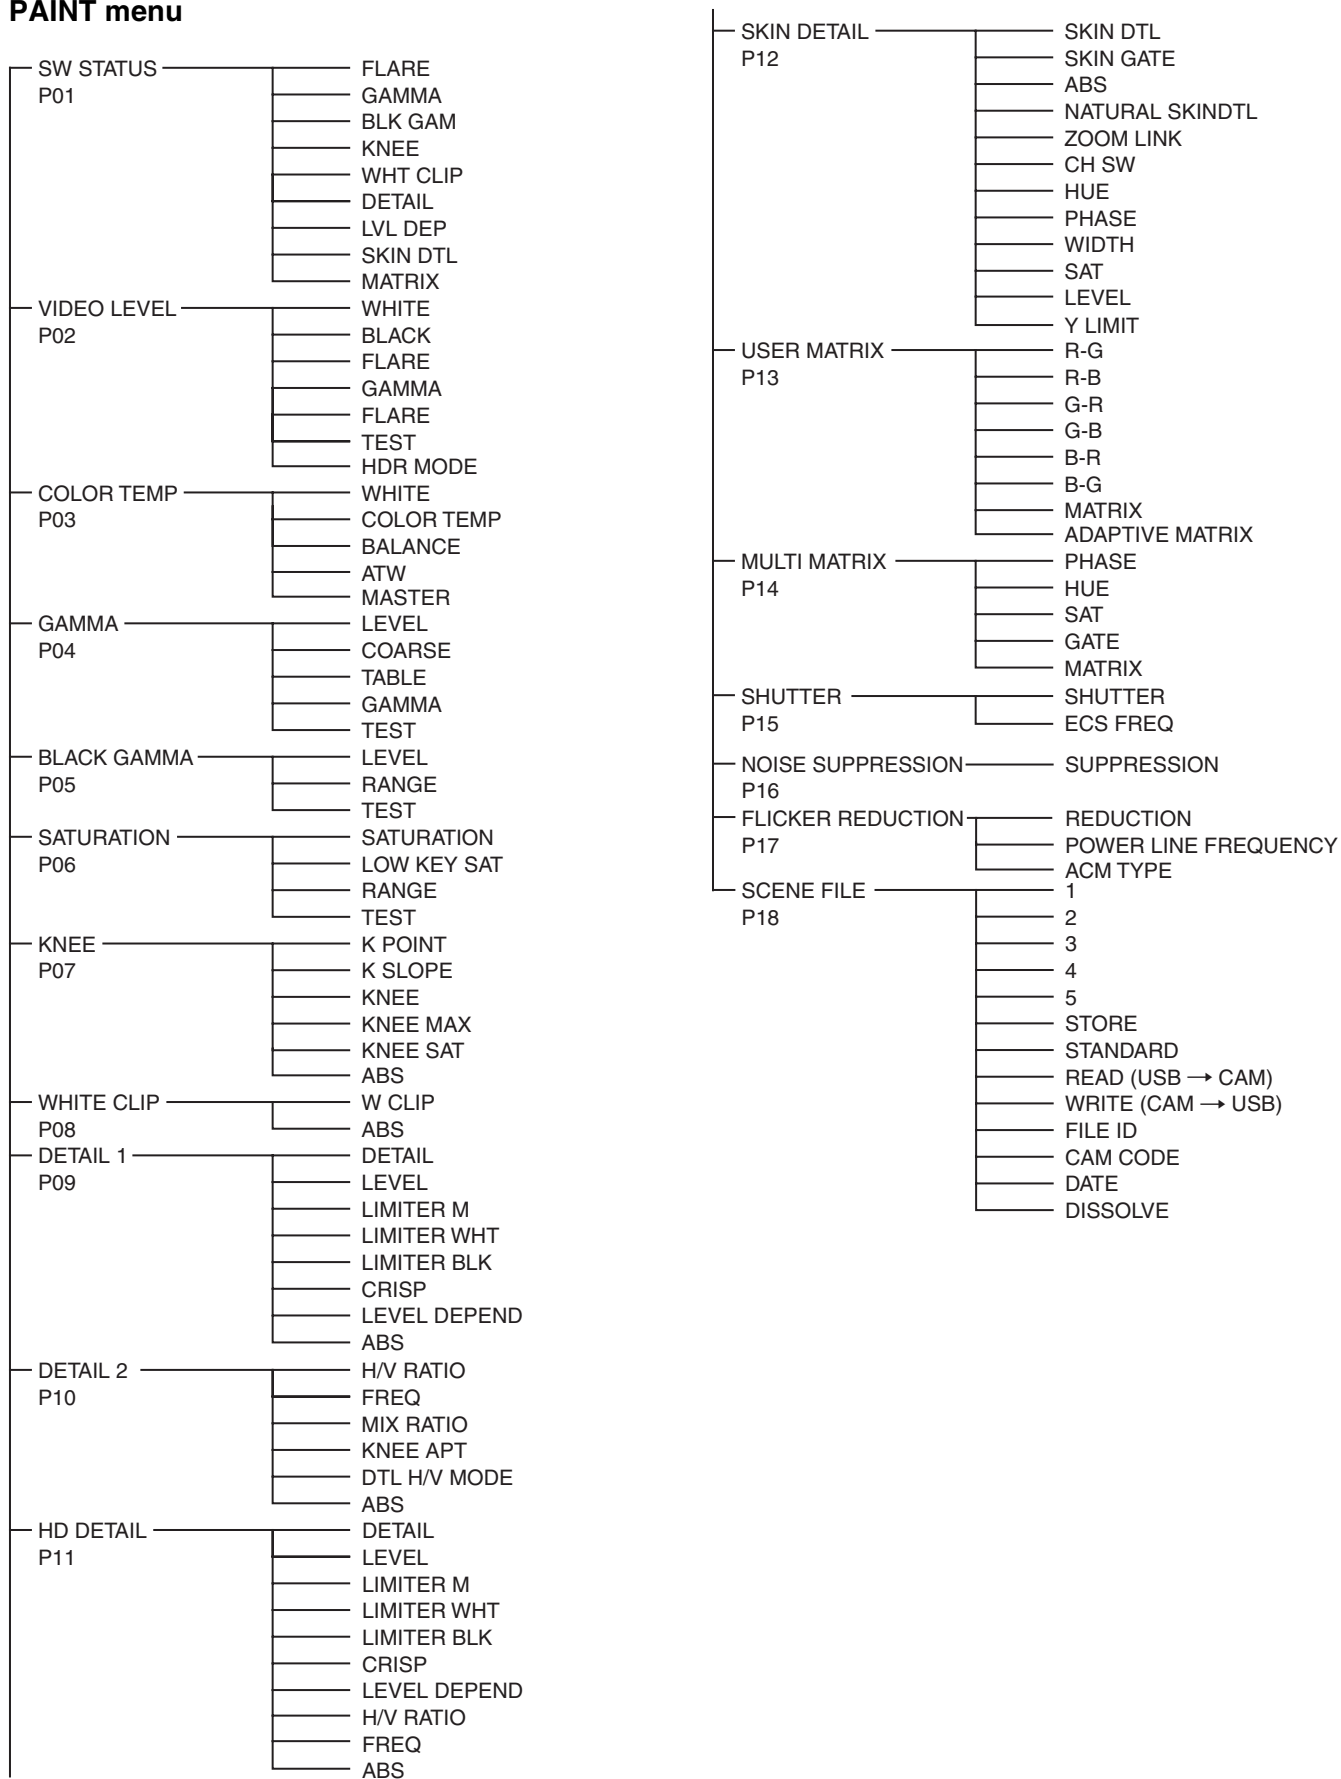 PAINT menu
SW STATUS
P01
FLARE
GAMMA
BLK GAM
KNEE
WHT CLIP
DETAIL
LVL DEP
SKIN DTL
MATRIX
VIDEO LEVEL
P02
WHITE
BLACK
FLARE
GAMMA
FLARE
TEST
HDR MODE
COLOR TEMP
P03
WHITE
COLOR TEMP
BALANCE
ATW
MASTER
GAMMA
P04
LEVEL
COARSE
TABLE
GAMMA
TEST
BLACK GAMMA
P05
LEVEL
RANGE
TEST
SATURATION
P06
SATURATION
LOW KEY SAT
RANGE
TEST
KNEE
P07
K POINT
K SLOPE
KNEE
KNEE MAX
KNEE SAT
ABS
WHITE CLIP
P08
W CLIP
ABS
DETAIL 1
P09
DETAIL
LEVEL
LIMITER M
LIMITER WHT
LIMITER BLK
CRISP
LEVEL DEPEND
ABS
DETAIL 2
P10
H/V RATIO
FREQ
MIX RATIO
KNEE APT
DTL H/V MODE
ABS
HD DETAIL
P11
DETAIL
LEVEL
LIMITER M
LIMITER WHT
LIMITER BLK
CRISP
LEVEL DEPEND
H/V RATIO
FREQ
ABS
SKIN DETAIL
P12
SKIN DTL
SKIN GATE
ABS
NATURAL SKINDTL
ZOOM LINK
CH SW
HUE
PHASE
WIDTH
SAT
LEVEL
Y LIMIT
USER MATRIX
P13
R-G
R-B
G-R
G-B
B-R
B-G
MATRIX
ADAPTIVE MATRIX
MULTI MATRIX
P14
PHASE
HUE
SAT
GATE
MATRIX
SHUTTER
P15
SHUTTER
ECS FREQ
NOISE SUPPRESSION
P16
SUPPRESSION
FLICKER REDUCTION
P17
REDUCTION
POWER LINE FREQUENCY
ACM TYPE
SCENE FILE
P18
1
2
3
4
5
STORE
STANDARD
READ (USB → CAM)
WRITE (CAM → USB)
FILE ID
CAM CODE
DATE
DISSOLVE